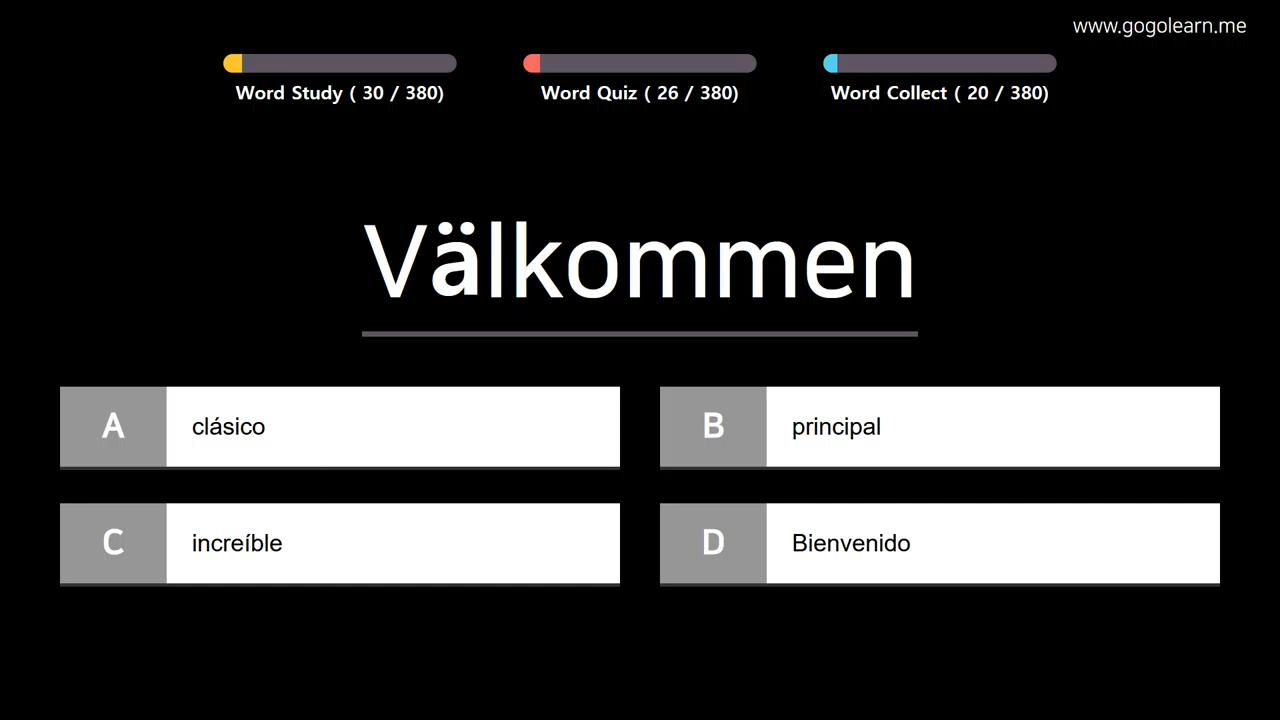 www.gogolearn.me
Word Study ( 30 / 380)
Word Quiz ( 26 / 380)
Word Collect ( 20 / 380)
Välkommen
A
clásico
B
principal
C
increíble
D
Bienvenido